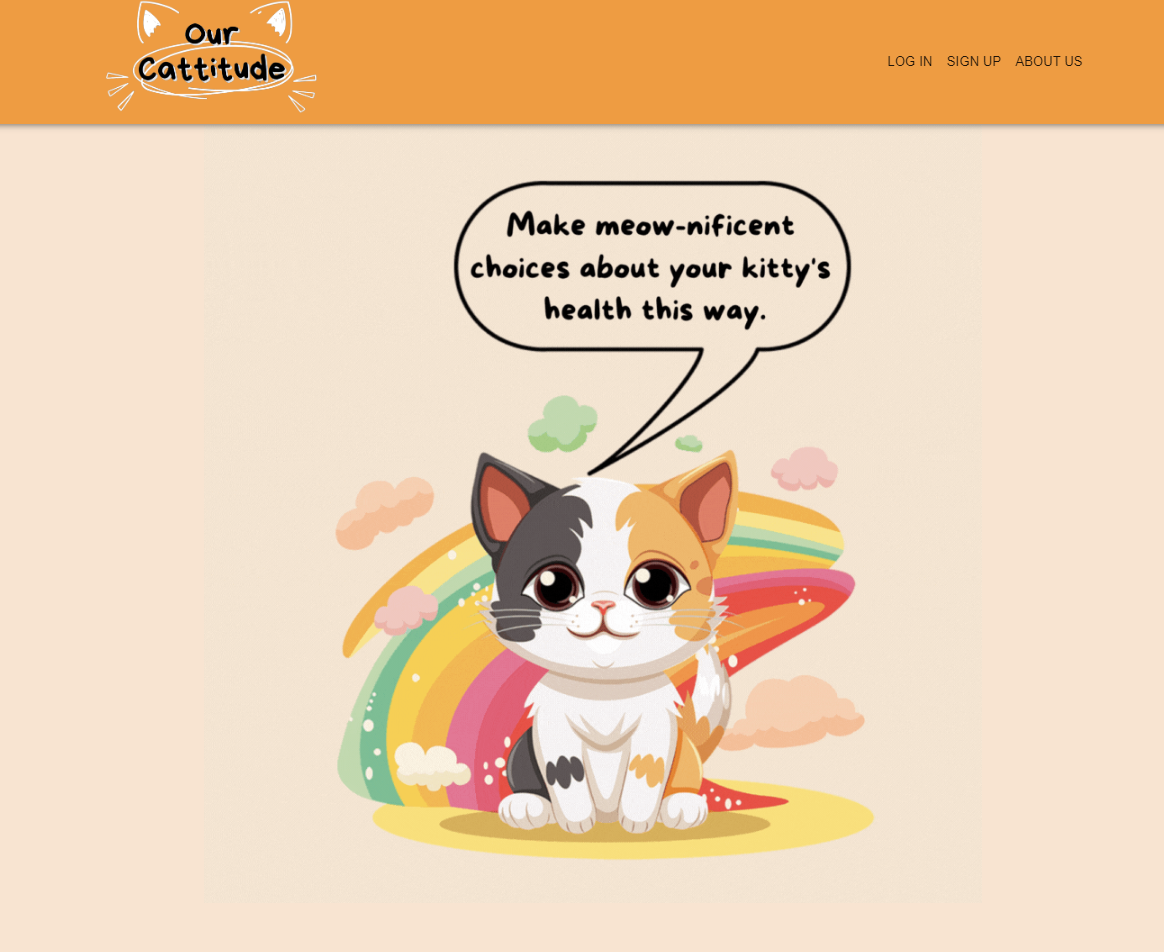 Our
Cattitude
LOG IN SIGN UP ABOUT US
Make meow-nificent
choices about your kitty's
health this way.